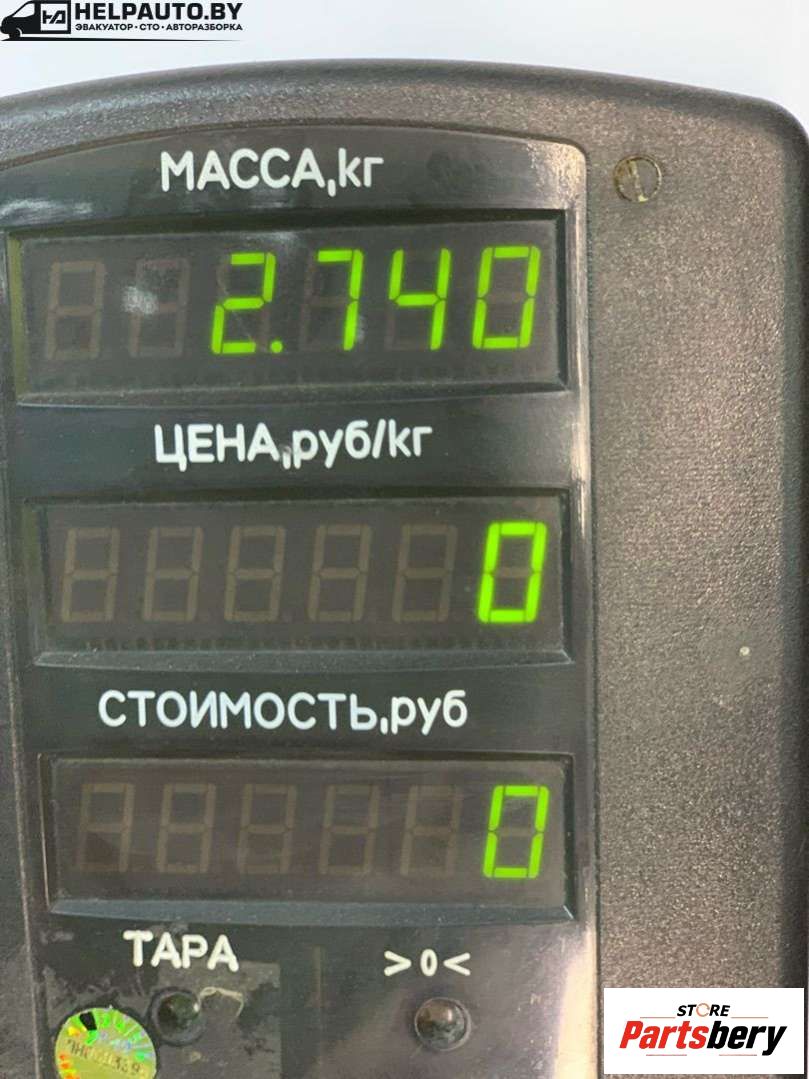 HELPAUTO.BY
ЭВАКУАТОР • СТО • АВТОРАЗБОРКА
МАССА,kг
2.740
ЦЕНА,руб/кг
0
СТОИМОСТЬ,руб
0
ТАРА
>0<
STORE
Partsbery